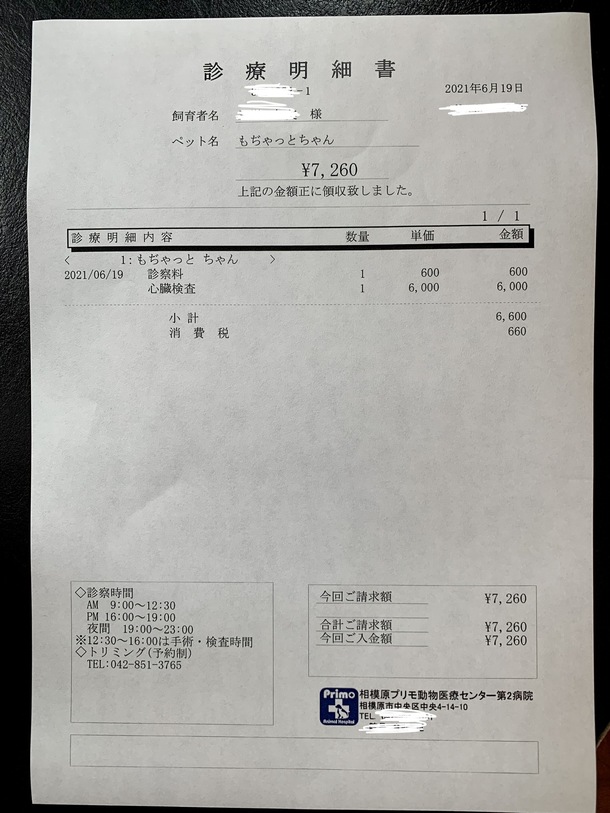 診療明細書
-1
2021年6月19日
飼育者名 様
ペット名 もぢゃっとちゃん
¥7,260
上記の金額正に領収致しました。
1 / 1
診療明細内容 数量 単価 金額
< 1:もぢゃっと ちゃん >
2021/06/19 診察料 1 600 600
心臓検査 1 6,000 6,000
小計 6,600
消費税 660
◇診察時間
AM 9:00～12:30
PM 16:00～19:00
夜間 19:00～23:00
※12:30～16:00は手術・検査時間
◇トリミング(予約制)
TEL:042-851-3765
今回ご請求額 ¥7,260
合計ご請求額 ¥7,260
今回ご入金額 ¥7,260
Primo
Animal Hospital
相模原プリモ動物医療センター第2病院
相模原市中央区中央4-14-10
TEL